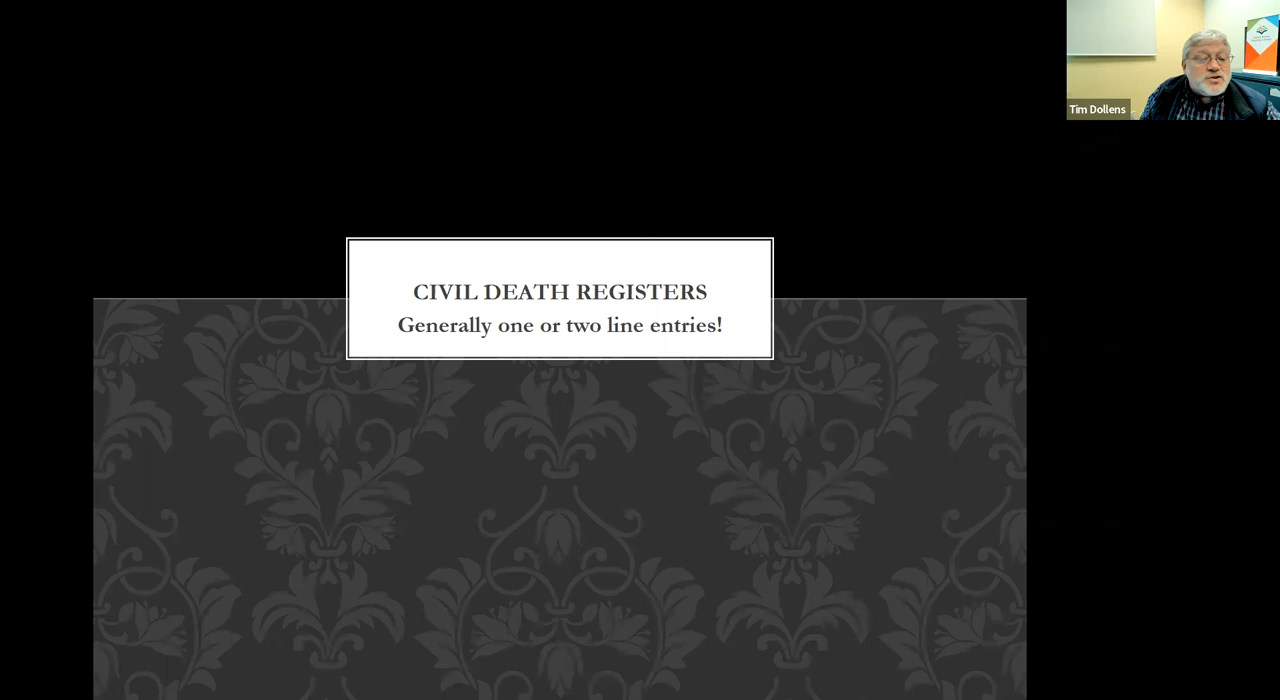 Tim Dollens
CIVIL DEATH REGISTERS
Generally one or two line entries!